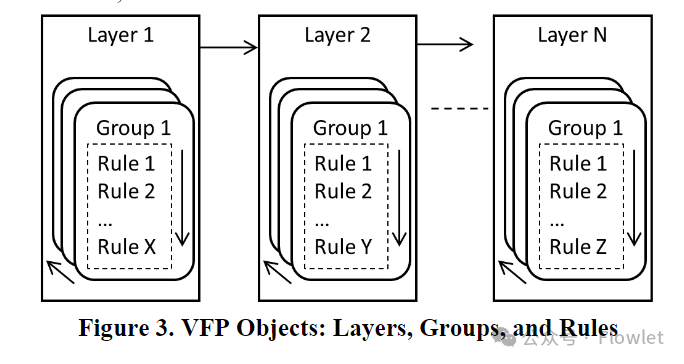 Layer 1
Layer 2
Layer N
Group 1
Rule 1
Rule 2
...
Rule X
Group 1
Rule 1
Rule 2
...
Rule Y
Group 1
Rule 1
Rule 2
...
Rule Z
Figure 3. VFP Objects: Layers, Groups, and Rules
公众号 · Flowlet